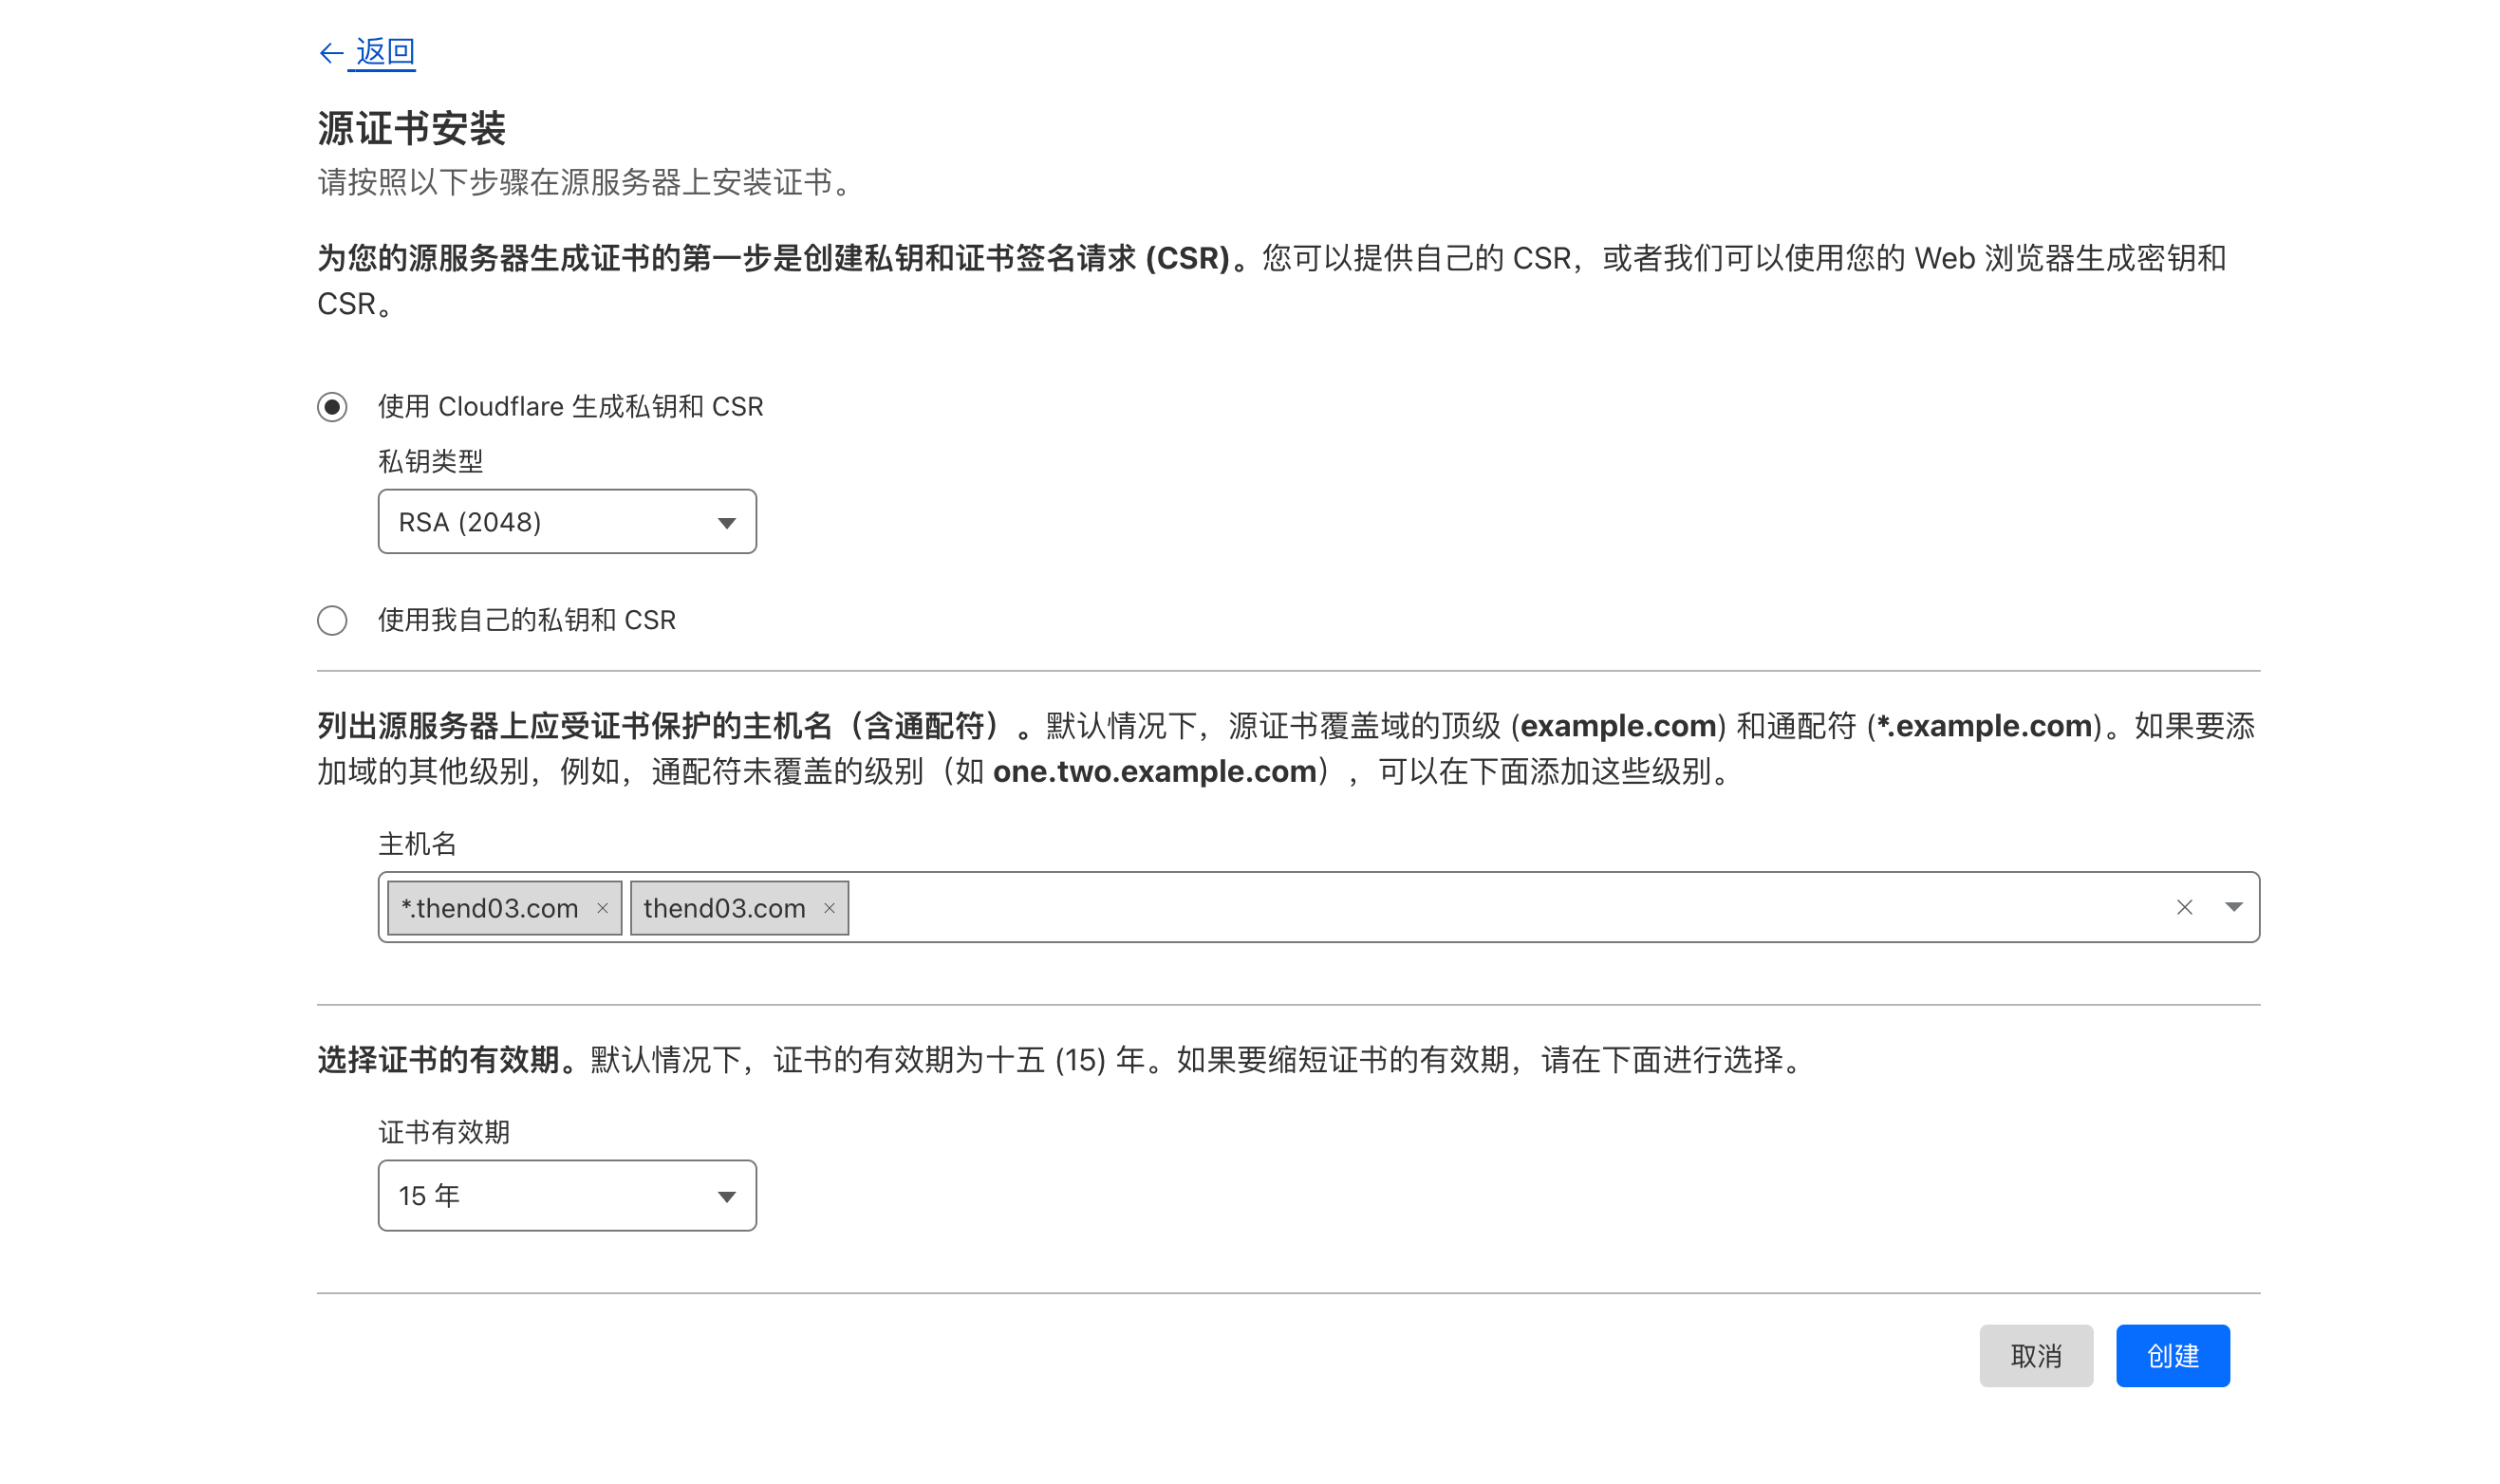 ← 返回
源证书安装
请按照以下步骤在源服务器上安装证书。
为您的源服务器生成证书的第一步是创建私钥和证书签名请求 (CSR)。您可以提供自己的 CSR，或者我们可以使用您的 Web 浏览器生成密钥和
CSR。
使用 Cloudflare 生成私钥和 CSR
私钥类型
RSA (2048)
使用我自己的私钥和 CSR
列出源服务器上应受证书保护的主机名（含通配符）。默认情况下，源证书覆盖域的顶级 (example.com) 和通配符 (*.example.com)。如果要添
加域的其他级别，例如，通配符未覆盖的级别（如 one.two.example.com），可以在下面添加这些级别。
主机名
*.thend03.com × thend03.com ×
选择证书的有效期。默认情况下，证书的有效期为十五 (15) 年。如果要缩短证书的有效期，请在下面进行选择。
证书有效期
15 年
取消 创建